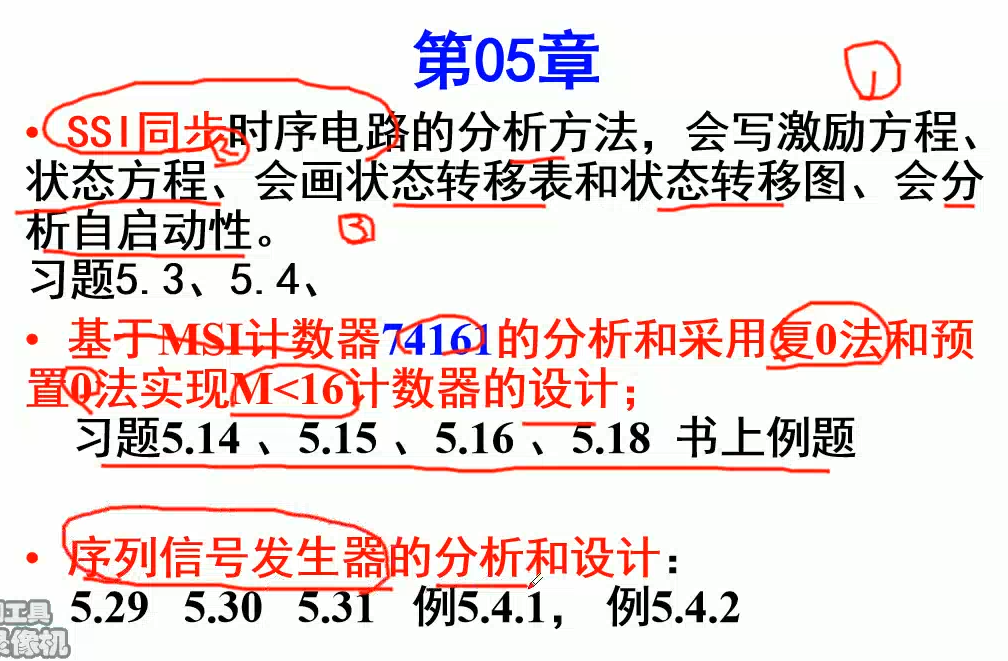 第05章
1
• SSI同步时序电路的分析方法，会写激励方程、
2
状态方程、会画状态转移表和状态转移图、会分
析自启动性。
3
习题5.3、5.4、
• 基于MSI计数器74161的分析和采用复0法和预
置0法实现M<16计数器的设计；
习题5.14 、5.15 、5.16 、5.18 书上例题
• 序列信号发生器的分析和设计：
5.29 5.30 5.31 例5.4.1， 例5.4.2
工具
像机